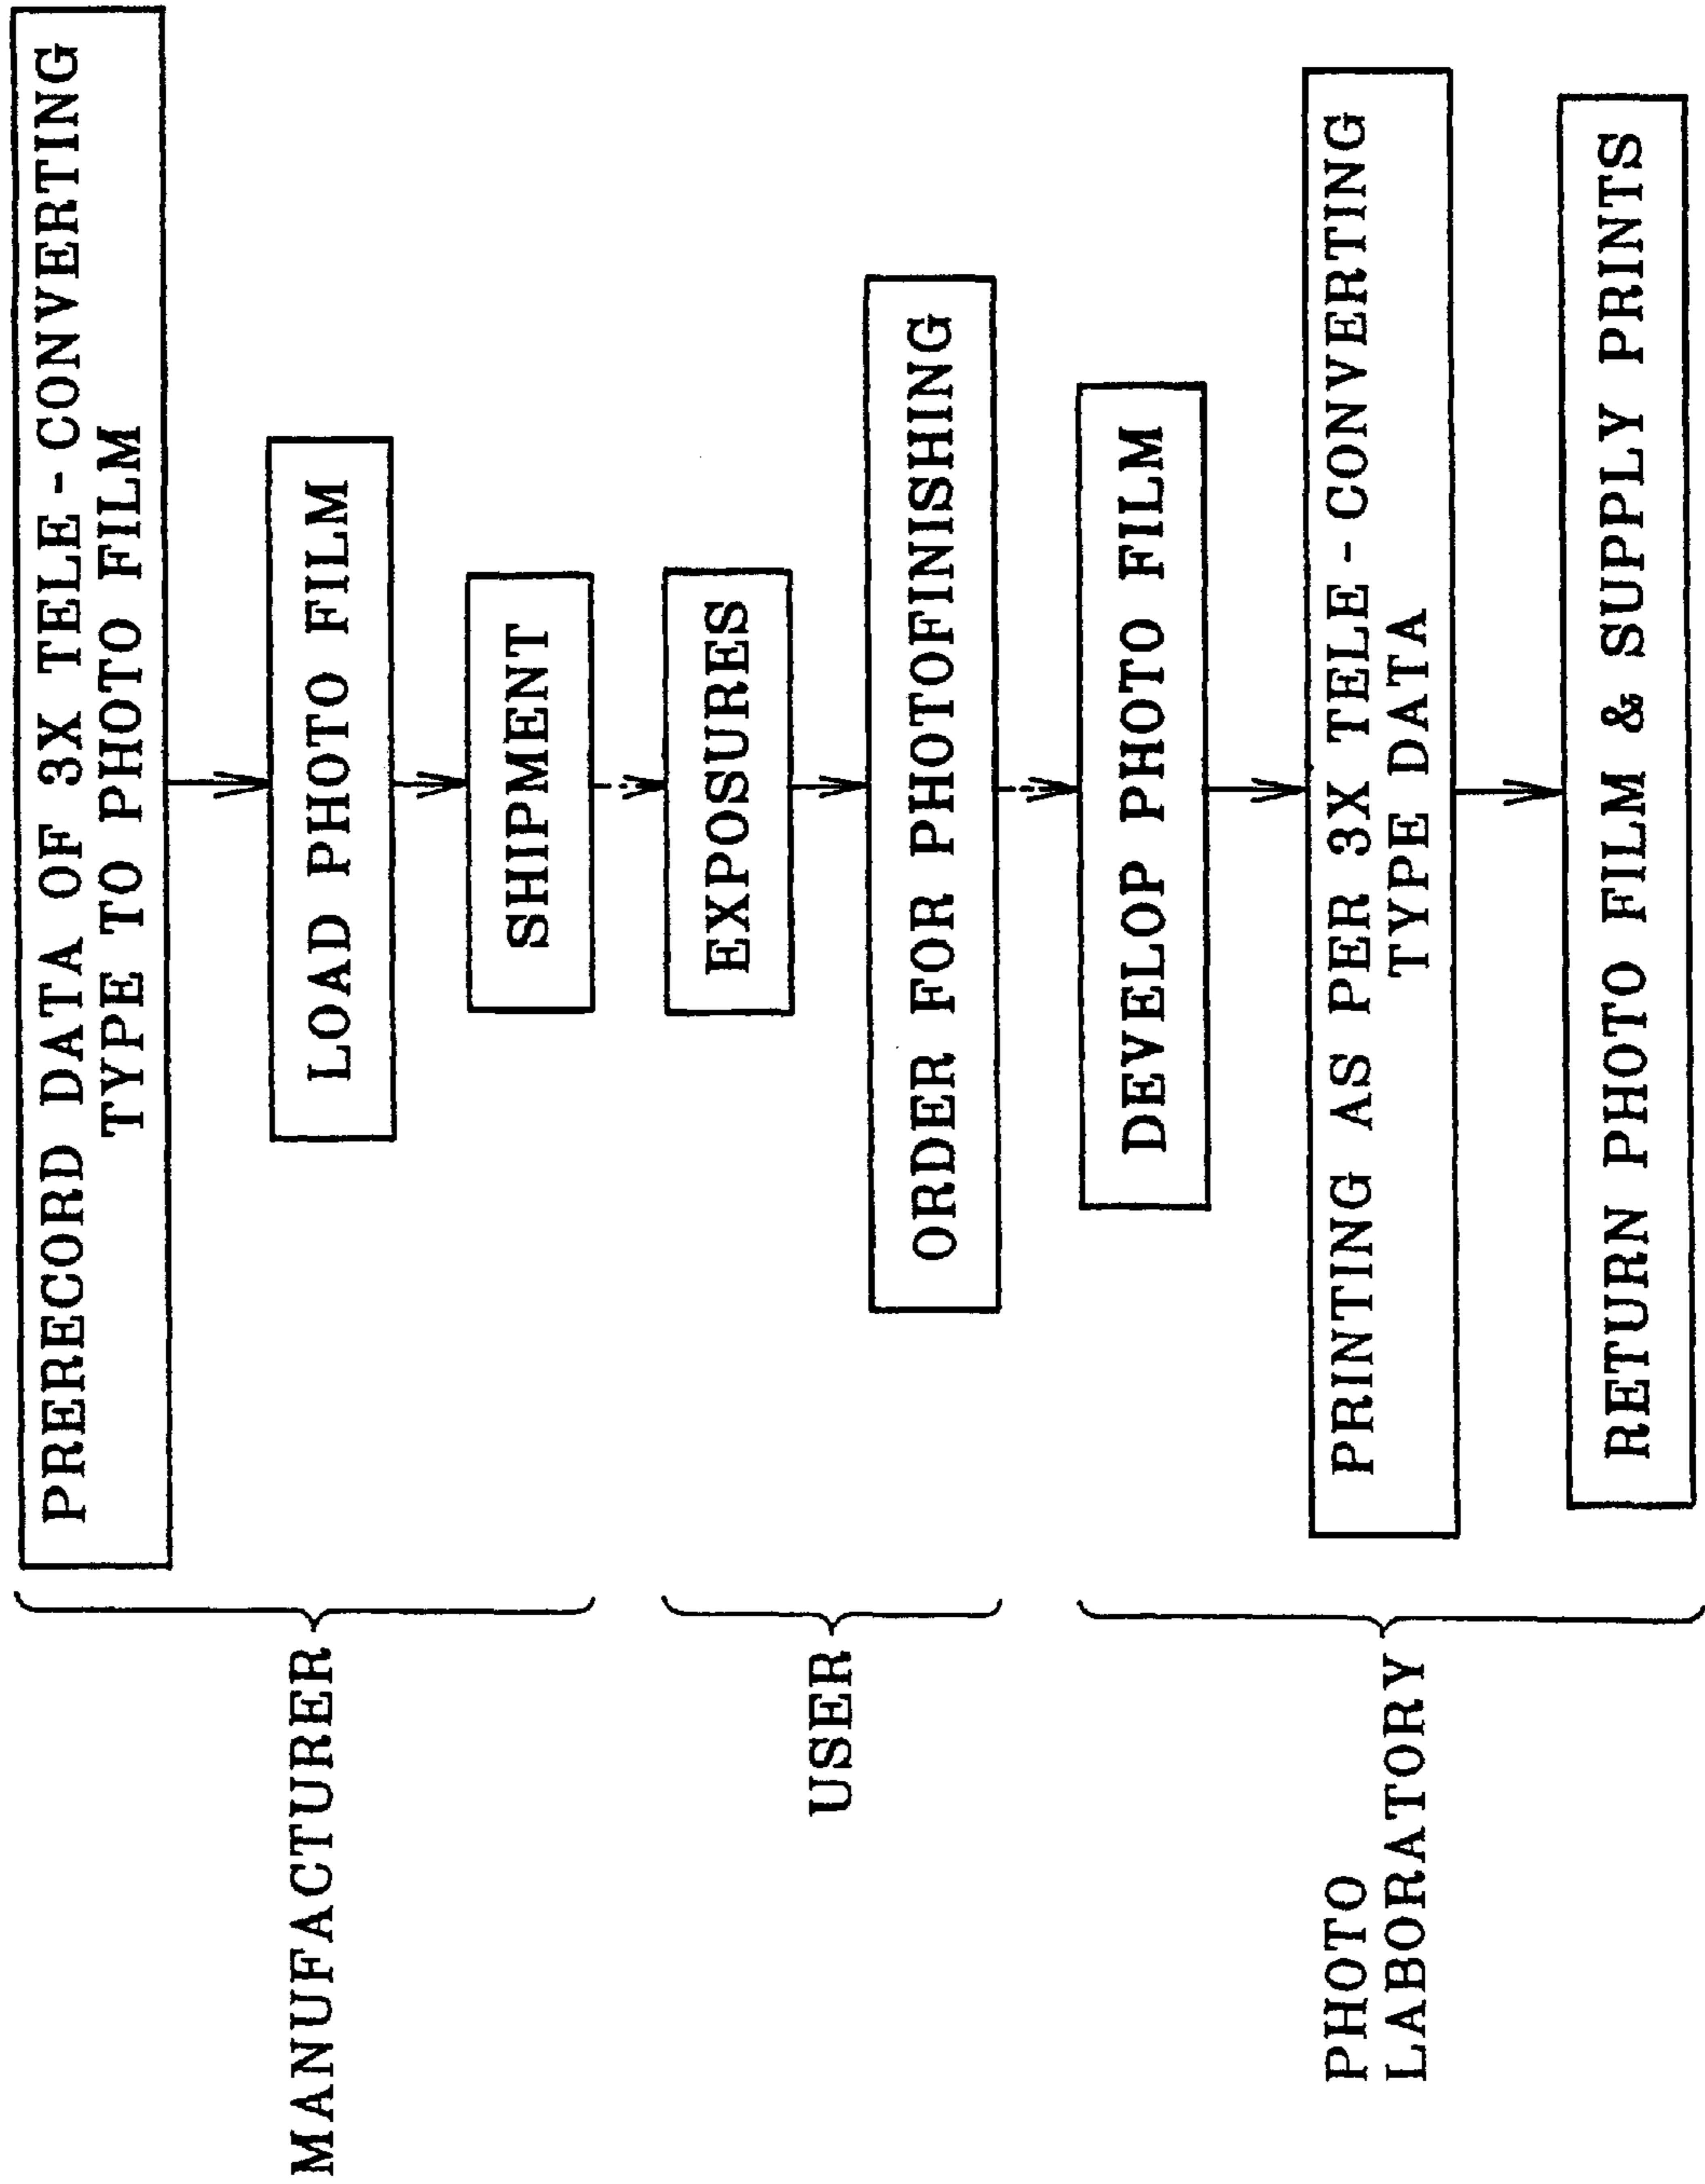 MANUFACTURER
PRERECORD DATA OF 3X TELE-CONVERTING
TYPE TO PHOTO FILM
LOAD PHOTO FILM
SHIPMENT
USER
EXPOSURES
ORDER FOR PHOTOFINISHING
PHOTO
LABORATORY
DEVELOP PHOTO FILM
PRINTING AS PER 3X TELE-CONVERTING
TYPE DATA
RETURN PHOTO FILM & SUPPLY PRINTS